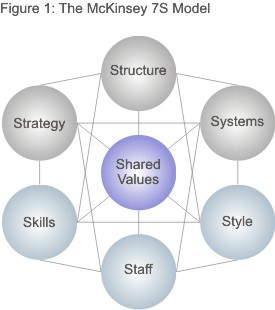 Figure 1: The McKinsey 7S Model
Structure
Strategy
Systems
Shared
Values
Skills
Style
Staff